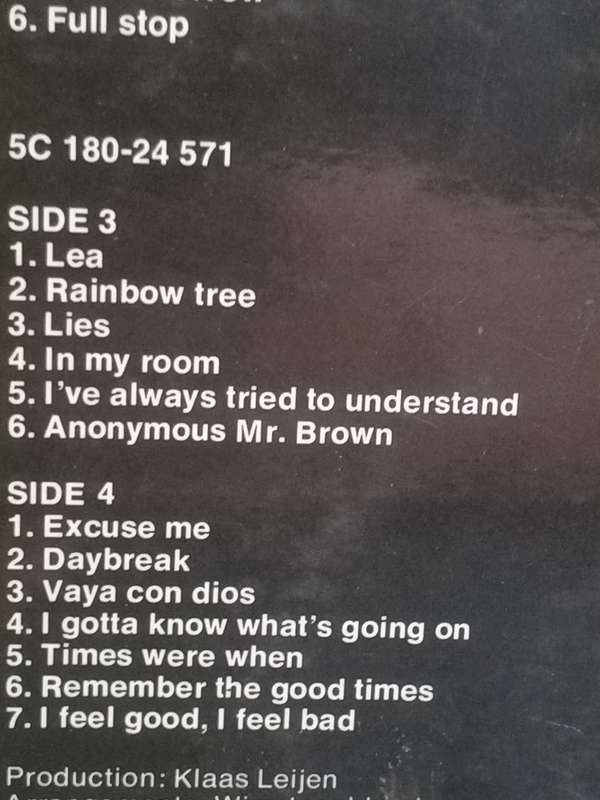 6. Full stop
5C 180-24 571
SIDE 3
1. Lea
2. Rainbow tree
3. Lies
4. In my room
5. I've always tried to understand
6. Anonymous Mr. Brown
SIDE 4
1. Excuse me
2. Daybreak
3. Vaya con dios
4. I gotta know what's going on
5. Times were when
6. Remember the good times
7. I feel good, I feel bad
Production: Klaas Leijen